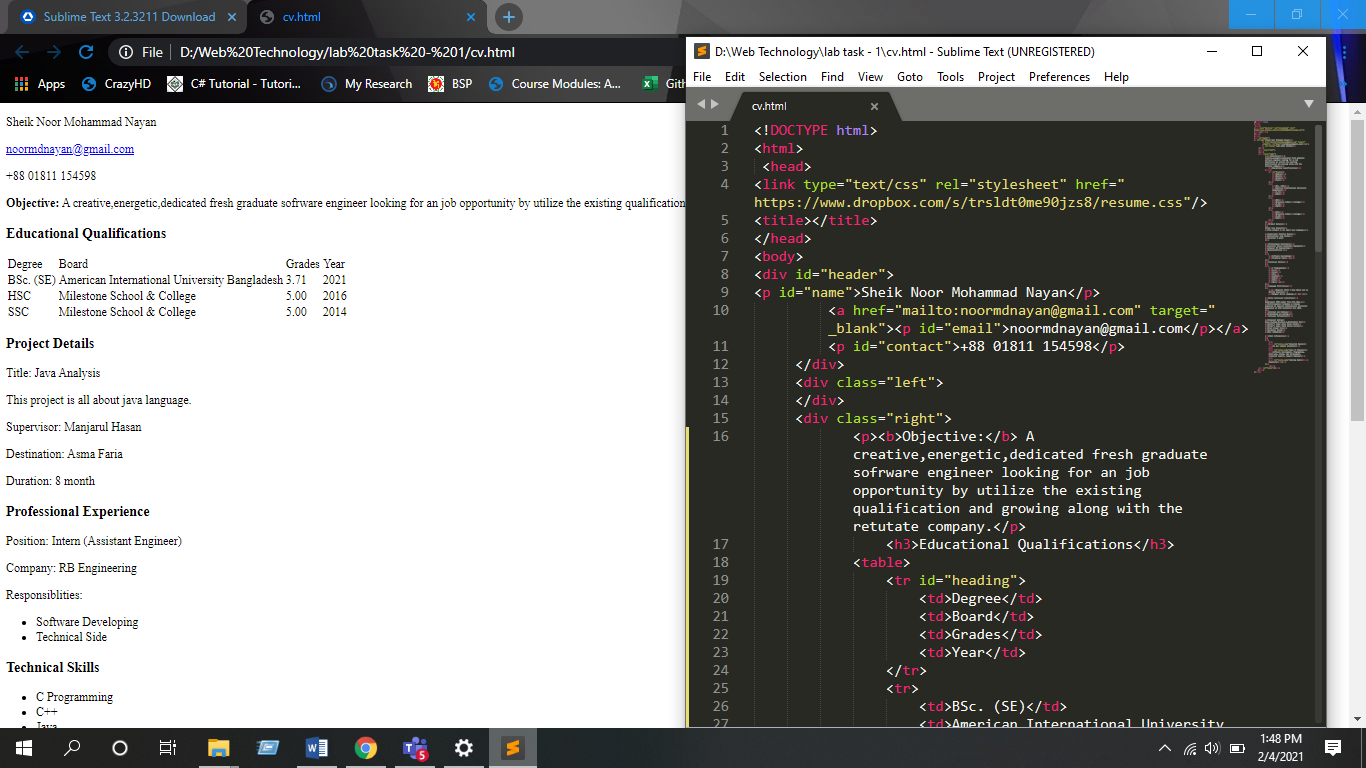 Sublime Text 3.2.3211 Download
cv.html
File | D:/Web%20Technology/lab%20task%20-%201/cv.html
Apps
CrazyHD
C# Tutorial - Tutori...
My Research
BSP
Course Modules: A...
Gith
Sheik Noor Mohammad Nayan
noormdnayan@gmail.com
+88 01811 154598
Objective: A creative,energetic,dedicated fresh graduate sofrware engineer looking for an job opportunity by utilize the existing qualification
Educational Qualifications
Degree Board Grades Year
BSc. (SE) American International University Bangladesh 3.71 2021
HSC Milestone School & College 5.00 2016
SSC Milestone School & College 5.00 2014
Project Details
Title: Java Analysis
This project is all about java language.
Supervisor: Manjarul Hasan
Destination: Asma Faria
Duration: 8 month
Professional Experience
Position: Intern (Assistant Engineer)
Company: RB Engineering
Responsiblities:
Software Developing
Technical Side
Technical Skills
C Programming
C++
Java
D:\Web Technology\lab task - 1\cv.html - Sublime Text (UNREGISTERED)
File Edit Selection Find View Goto Tools Project Preferences Help
cv.html
1 <!DOCTYPE html>
2 <html>
3 <head>
4 <link type="text/css" rel="stylesheet" href="
https://www.dropbox.com/s/trsldt0me90jzs8/resume.css"/>
5 <title></title>
6 </head>
7 <body>
8 <div id="header">
9 <p id="name">Sheik Noor Mohammad Nayan</p>
10 <a href="mailto:noormdnayan@gmail.com" target="
_blank"><p id="email">noormdnayan@gmail.com</p></a>
11 <p id="contact">+88 01811 154598</p>
12 </div>
13 <div class="left">
14 </div>
15 <div class="right">
16 <p><b>Objective:</b> A
creative,energetic,dedicated fresh graduate
sofrware engineer looking for an job
opportunity by utilize the existing
qualification and growing along with the
retutate company.</p>
17 <h3>Educational Qualifications</h3>
18 <table>
19 <tr id="heading">
20 <td>Degree</td>
21 <td>Board</td>
22 <td>Grades</td>
23 <td>Year</td>
24 </tr>
25 <tr>
26 <td>BSc. (SE)</td>
27 <td>American International University
5
1:48 PM
2/4/2021